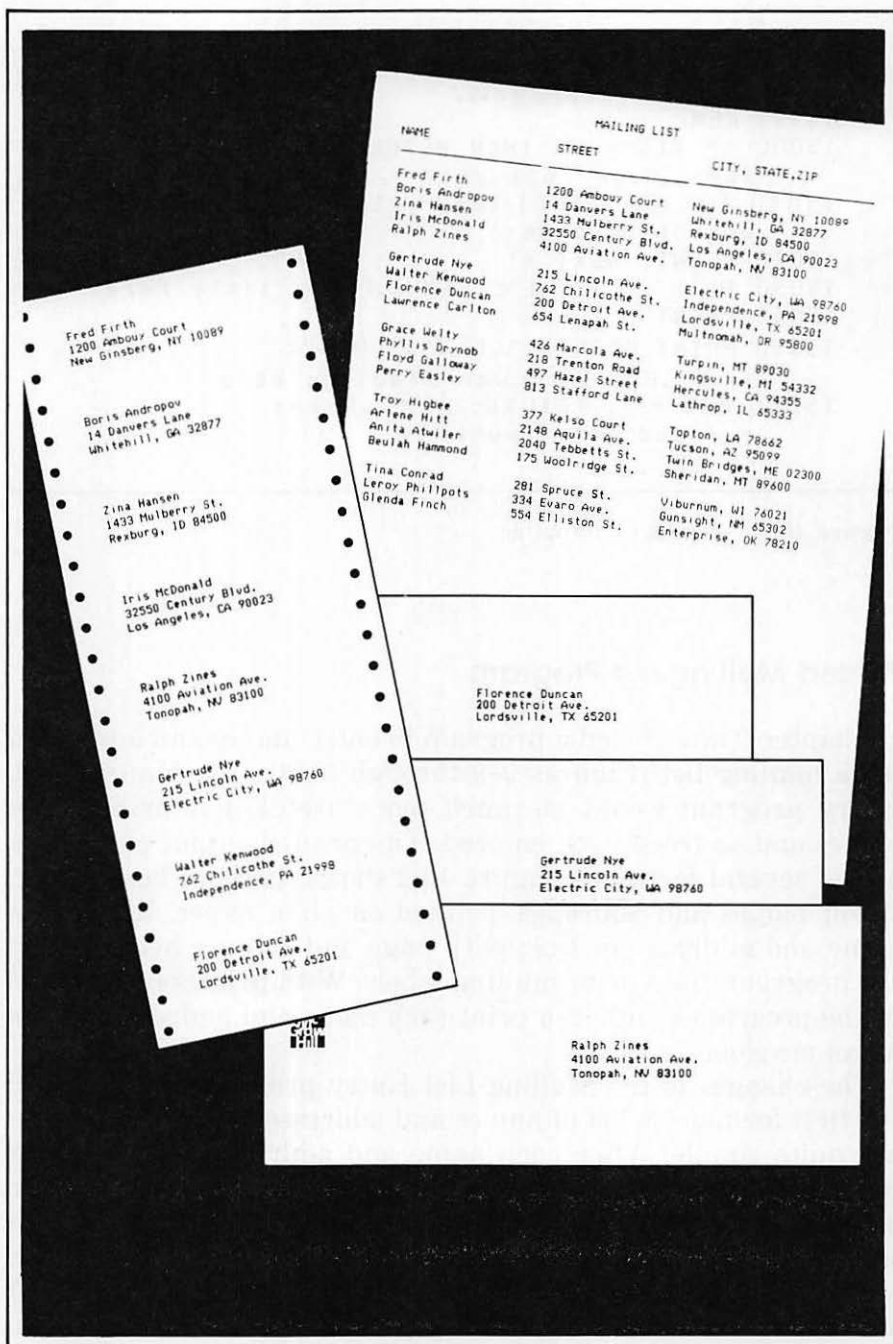 MAILING LIST
NAME STREET CITY, STATE,ZIP
Fred Firth 1200 Ambouy Court New Ginsberg, NY 10089
Boris Andropov 14 Danvers Lane Whitehill, GA 32877
Zina Hansen 1433 Mulberry St. Rexburg, ID 84500
Iris McDonald 32550 Century Blvd. Los Angeles, CA 90023
Ralph Zines 4100 Aviation Ave. Tonopah, NV 83100
Gertrude Nye 215 Lincoln Ave. Electric City, WA 98760
Walter Kenwood 762 Chilicothe St. Independence, PA 21998
Florence Duncan 200 Detroit Ave. Lordsville, TX 65201
Lawrence Carlton 654 Lenapah St. Multnomah, OR 95800
Grace Welty 426 Marcola Ave. Turpin, MT 89030
Phyllis Drynob 218 Trenton Road Kingsville, MI 54332
Floyd Galloway 497 Hazel Street Hercules, CA 94355
Perry Easley 813 Stafford Lane Lathrop, IL 65333
Troy Higbee 377 Kelso Court Topton, LA 78662
Arlene Hitt 2148 Aquila Ave. Tucson, AZ 95099
Anita Atwiler 2040 Tebbetts St. Twin Bridges, ME 02300
Beulah Hammond 175 Woolridge St. Sheridan, MT 89600
Tina Conrad 281 Spruce St. Viburnum, WI 76021
Leroy Phillpots 334 Evaro Ave. Gunsight, NM 65302
Glenda Finch 554 Elliston St. Enterprise, OK 78210
Fred Firth
1200 Ambouy Court
New Ginsberg, NY 10089
Boris Andropov
14 Danvers Lane
Whitehill, GA 32877
Zina Hansen
1433 Mulberry St.
Rexburg, ID 84500
Iris McDonald
32550 Century Blvd.
Los Angeles, CA 90023
Ralph Zines
4100 Aviation Ave.
Tonopah, NV 83100
Gertrude Nye
215 Lincoln Ave.
Electric City, WA 98760
Walter Kenwood
762 Chilicothe St.
Independence, PA 21998
Florence Duncan
200 Detroit Ave.
Lordsville, TX 65201
Florence Duncan
200 Detroit Ave.
Lordsville, TX 65201
Gertrude Nye
215 Lincoln Ave.
Electric City, WA 98760
Ralph Zines
4100 Aviation Ave.
Tonopah, NV 83100